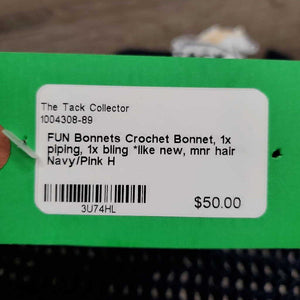 The Tack Collector
1004308-89
FUN Bonnets Crochet Bonnet, 1x
piping, 1x bling *like new, mnr hair
Navy/Pink H
3U74HL
$50.00